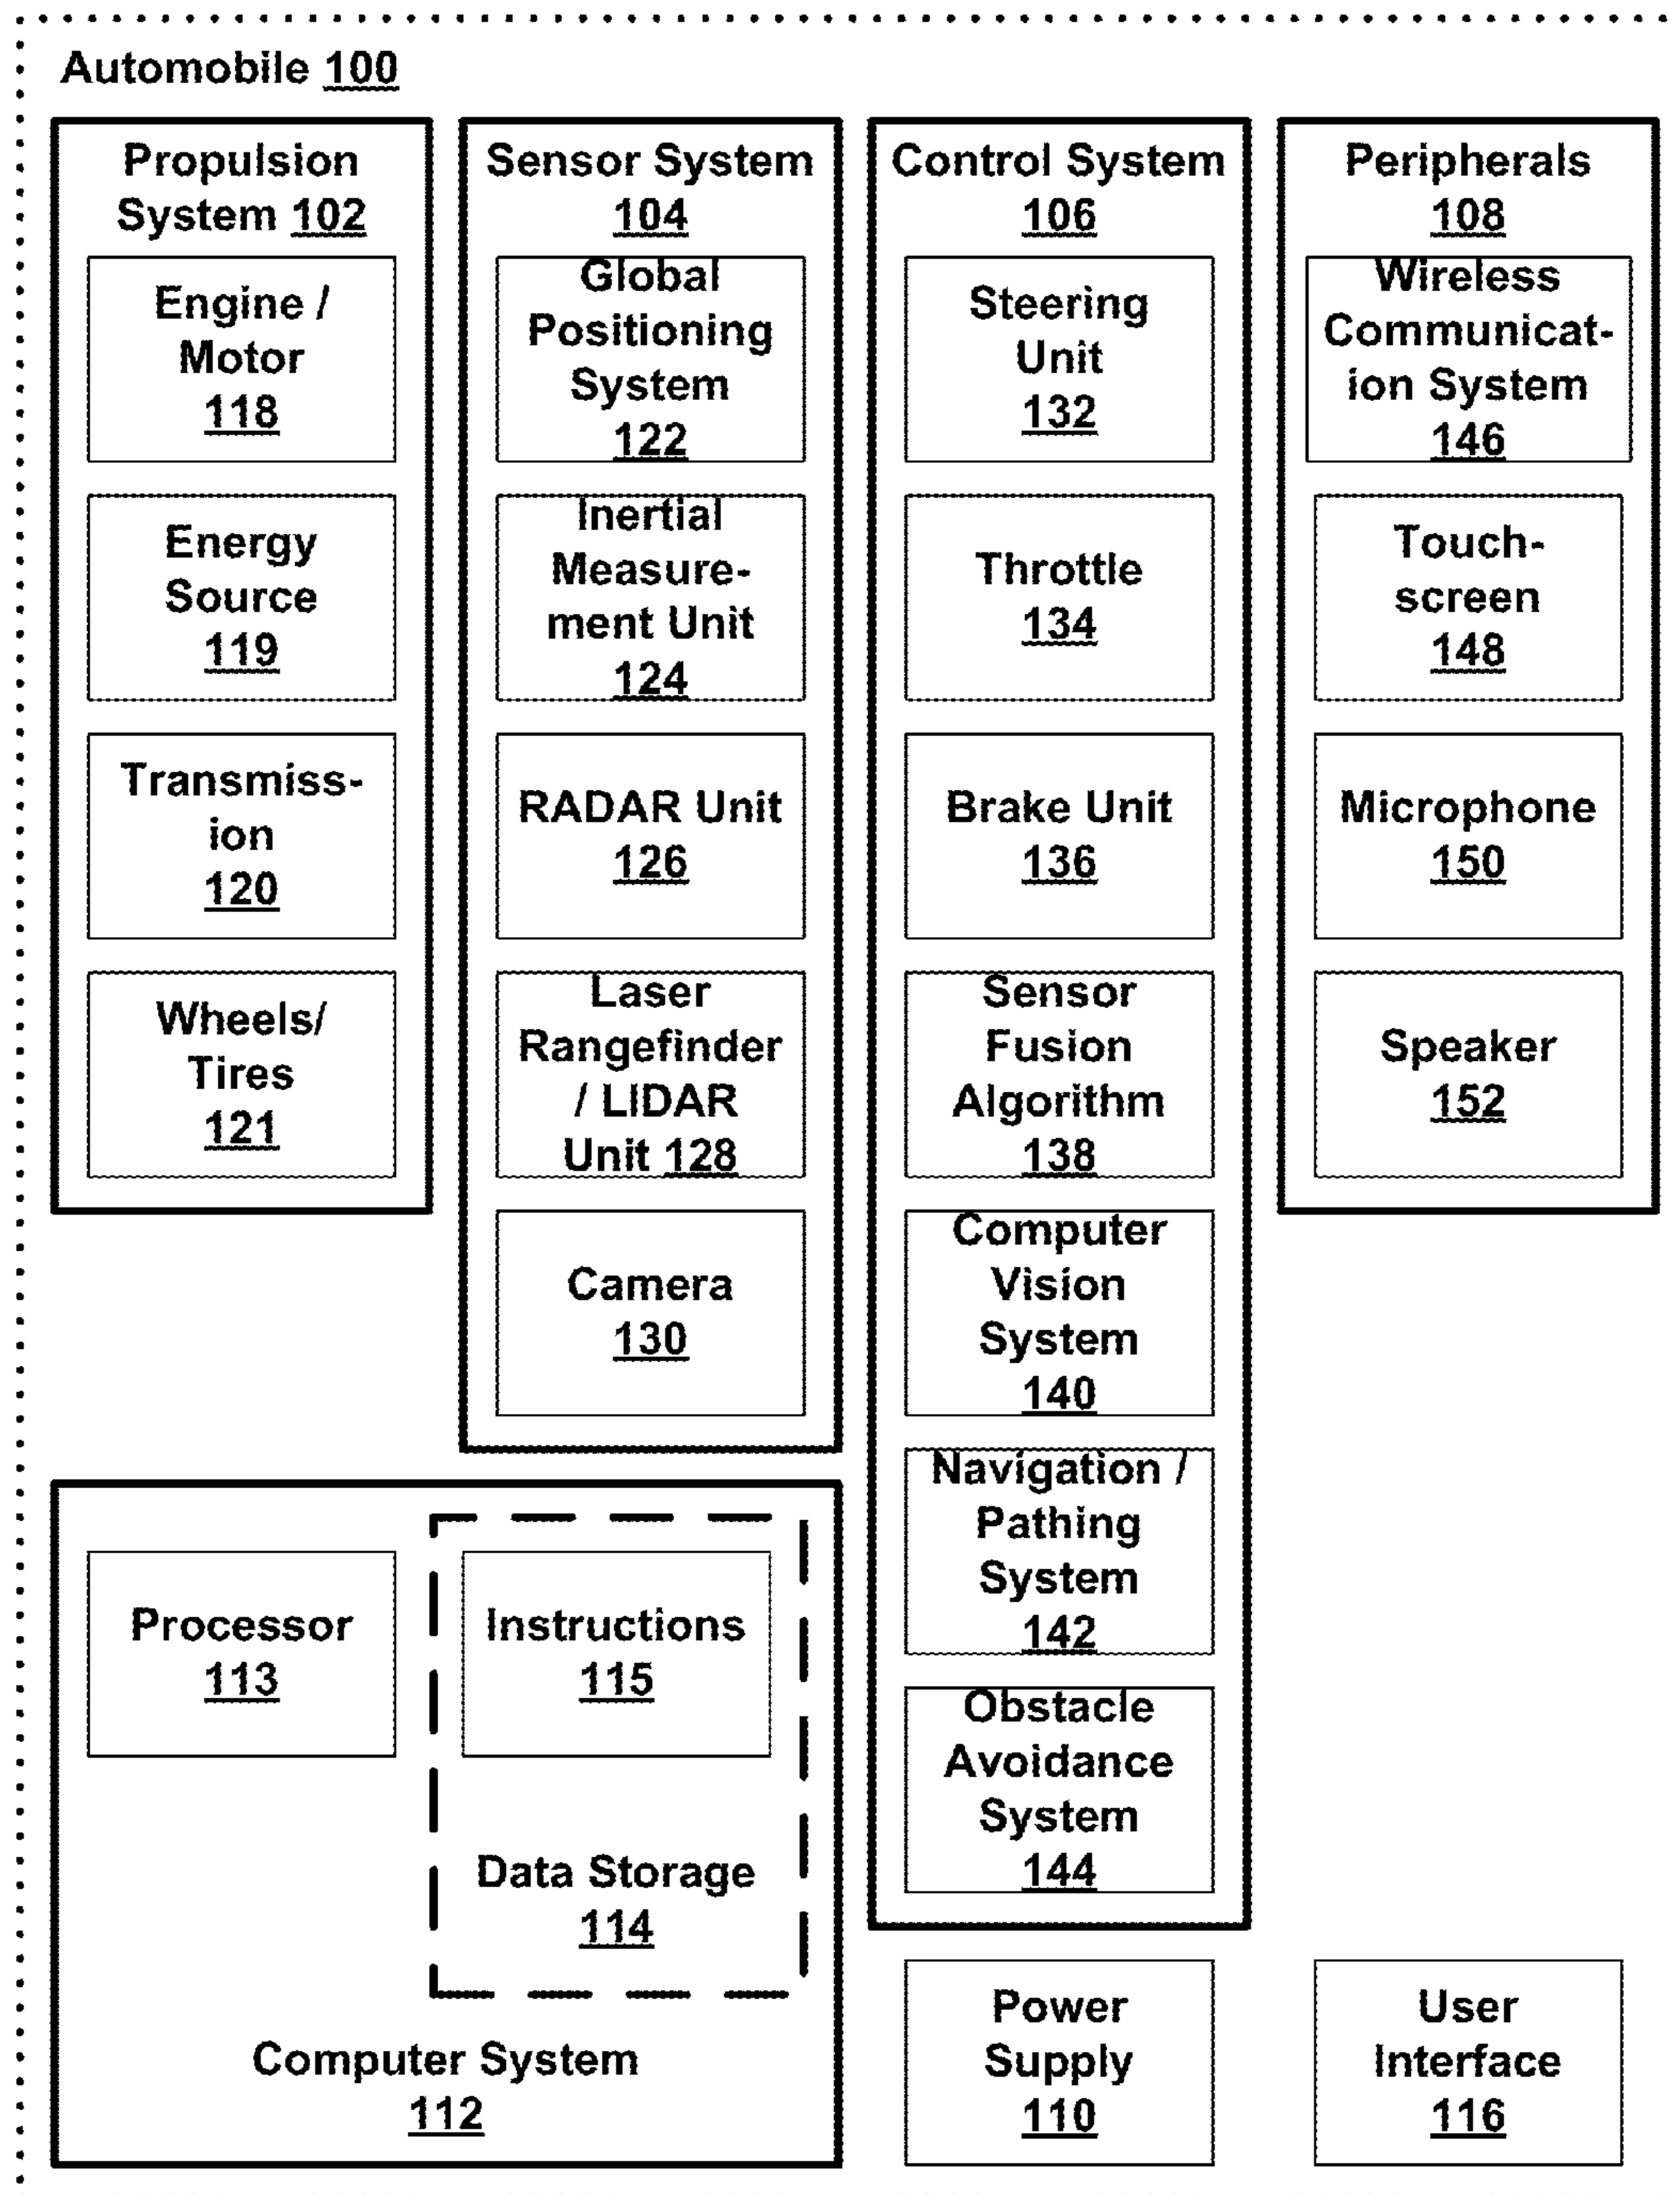 Automobile 100
Propulsion
System 102
Engine /
Motor
118
Energy
Source
119
Transmiss-
ion
120
Wheels/
Tires
121
Sensor System
104
Global
Positioning
System
122
Inertial
Measure-
ment Unit
124
RADAR Unit
126
Laser
Rangefinder
/ LIDAR
Unit 128
Camera
130
Control System
106
Steering
Unit
132
Throttle
134
Brake Unit
136
Sensor
Fusion
Algorithm
138
Computer
Vision
System
140
Navigation /
Pathing
System
142
Obstacle
Avoidance
System
144
Peripherals
108
Wireless
Communicat-
ion System
146
Touch-
screen
148
Microphone
150
Speaker
152
Processor
113
Instructions
115
Data Storage
114
Computer System
112
Power
Supply
110
User
Interface
116